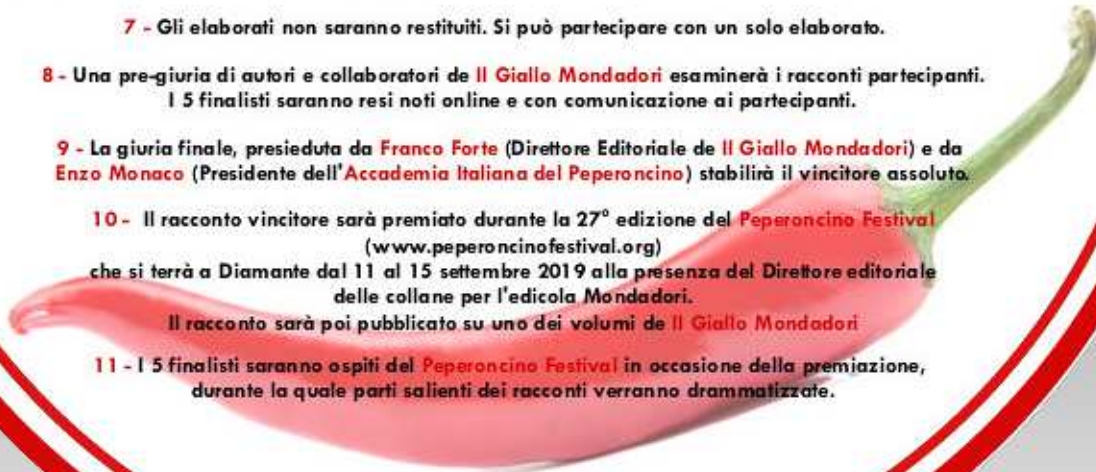 7 - Gli elaborati non saranno restituiti. Si può partecipare con un solo elaborato.
8 - Una pre-giuria di autori e collaboratori de Il Giallo Mondadori esaminerà i racconti partecipanti.
I 5 finalisti saranno resi noti online e con comunicazione ai partecipanti.
9 - La giuria finale, presieduta da Franco Forte (Direttore Editoriale de Il Giallo Mondadori) e da
Enzo Monaco (Presidente dell'Accademia Italiana del Peperoncino) stabilirà il vincitore assoluto.
10 - Il racconto vincitore sarà premiato durante la 27° edizione del Peperoncino Festival
(www.peperoncinofestival.org)
che si terrà a Diamante dal 11 al 15 settembre 2019 alla presenza del Direttore editoriale
delle collane per l'edicola Mondadori.
Il racconto sarà poi pubblicato su uno dei volumi de Il Giallo Mondadori
11 - I 5 finalisti saranno ospiti del Peperoncino Festival in occasione della premiazione,
durante la quale parti salienti dei racconti verranno drammatizzate.